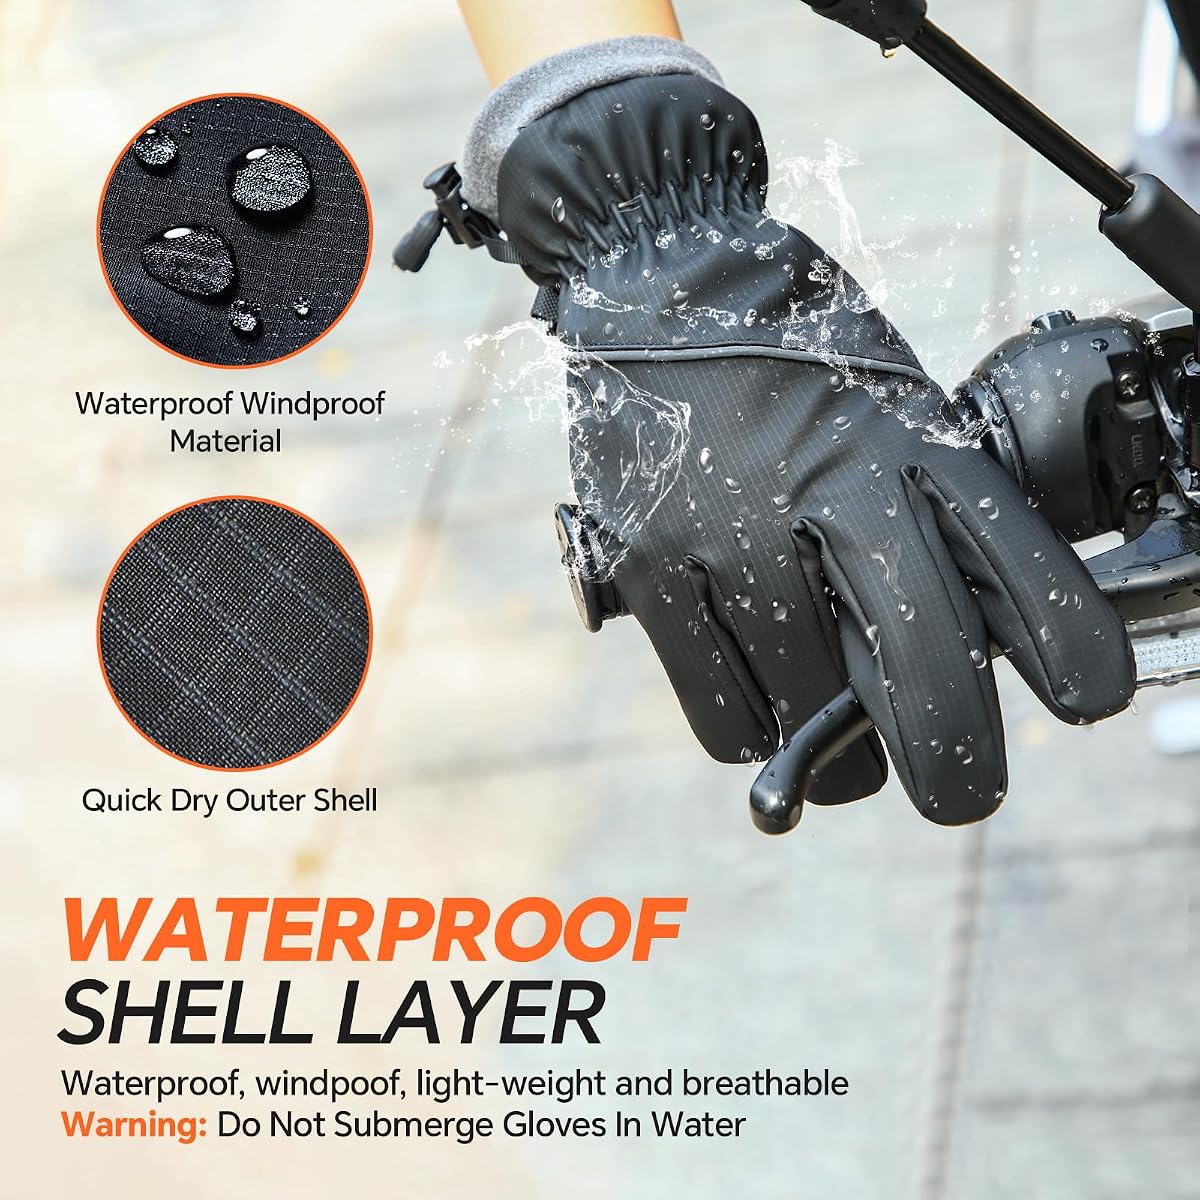 Waterproof Windproof
Material
Quick Dry Outer Shell
WATERPROOF
SHELL LAYER
Waterproof, windpoof, light-weight and breathable
Warning: Do Not Submerge Gloves In Water